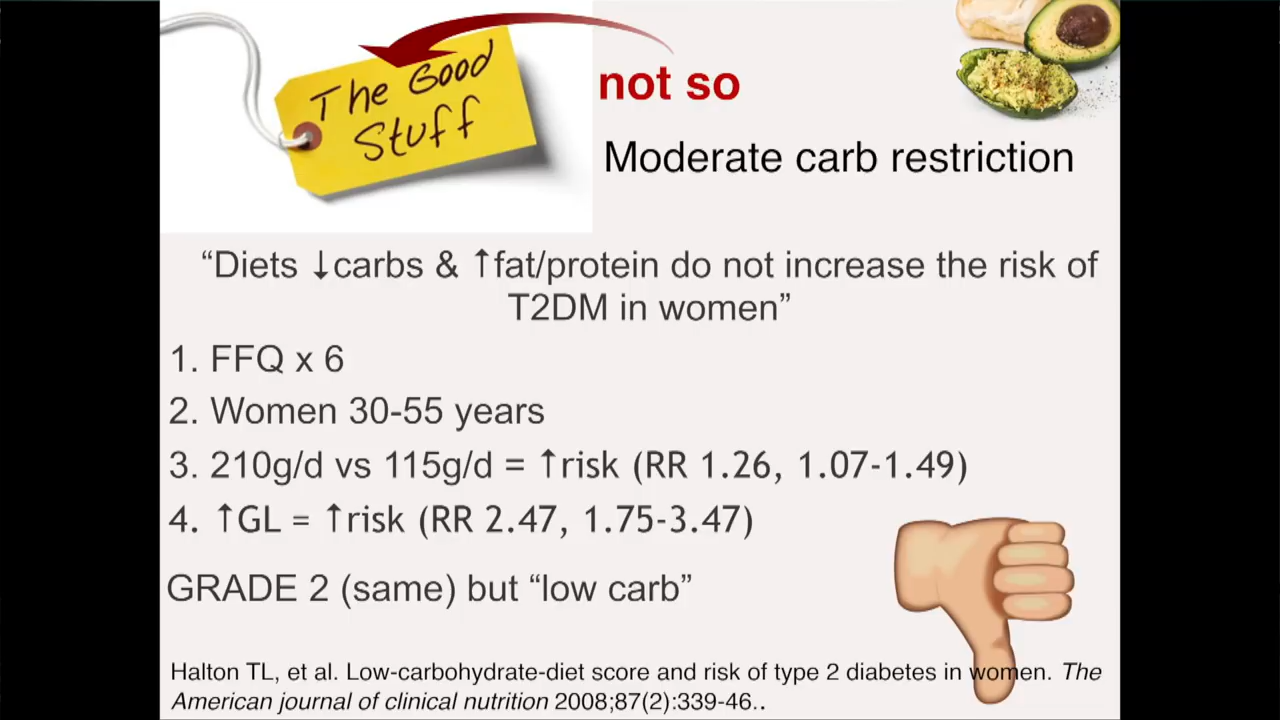 The Good
Stuff
not so
Moderate carb restriction
“Diets ↓carbs & ↑fat/protein do not increase the risk of
T2DM in women”
1. FFQ x 6
2. Women 30-55 years
3. 210g/d vs 115g/d = ↑risk (RR 1.26, 1.07-1.49)
4. ↑GL = ↑risk (RR 2.47, 1.75-3.47)
GRADE 2 (same) but “low carb”
Halton TL, et al. Low-carbohydrate-diet score and risk of type 2 diabetes in women. The
American journal of clinical nutrition 2008;87(2):339-46..